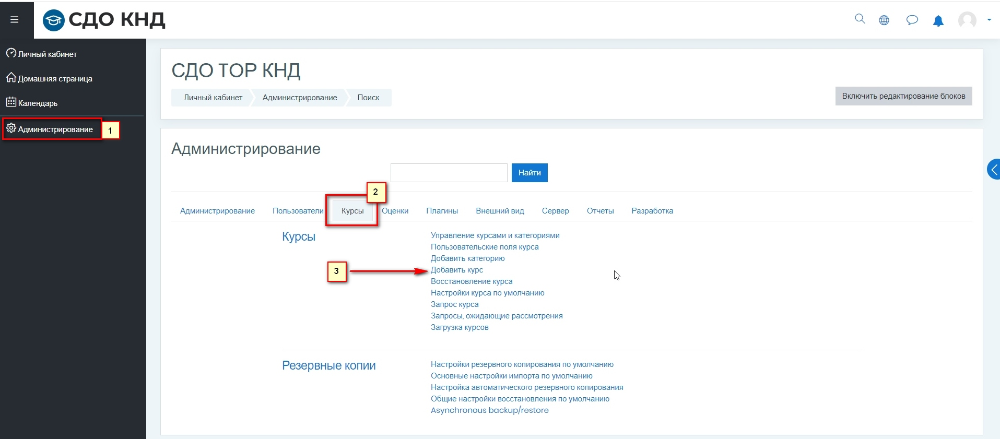 СДО КНД
Личный кабинет
Домашняя страница
Календарь
Администрирование
1
СДО ТОР КНД
Личный кабинет Администрирование Поиск
Включить редактирование блоков
Администрирование
Найти
2
Администрирование Пользователи Курсы Оценки Плагины Внешний вид Сервер Отчеты Разработка
Курсы
Управление курсами и категориями
Пользовательские поля курса
Добавить категорию
3
Добавить курс
Восстановление курса
Настройки курса по умолчанию
Запрос курса
Запросы, ожидающие рассмотрения
Загрузка курсов
Резервные копии
Настройки резервного копирования по умолчанию
Основные настройки импорта по умолчанию
Настройка автоматического резервного копирования
Общие настройки восстановления по умолчанию
Asynchronous backup/restore